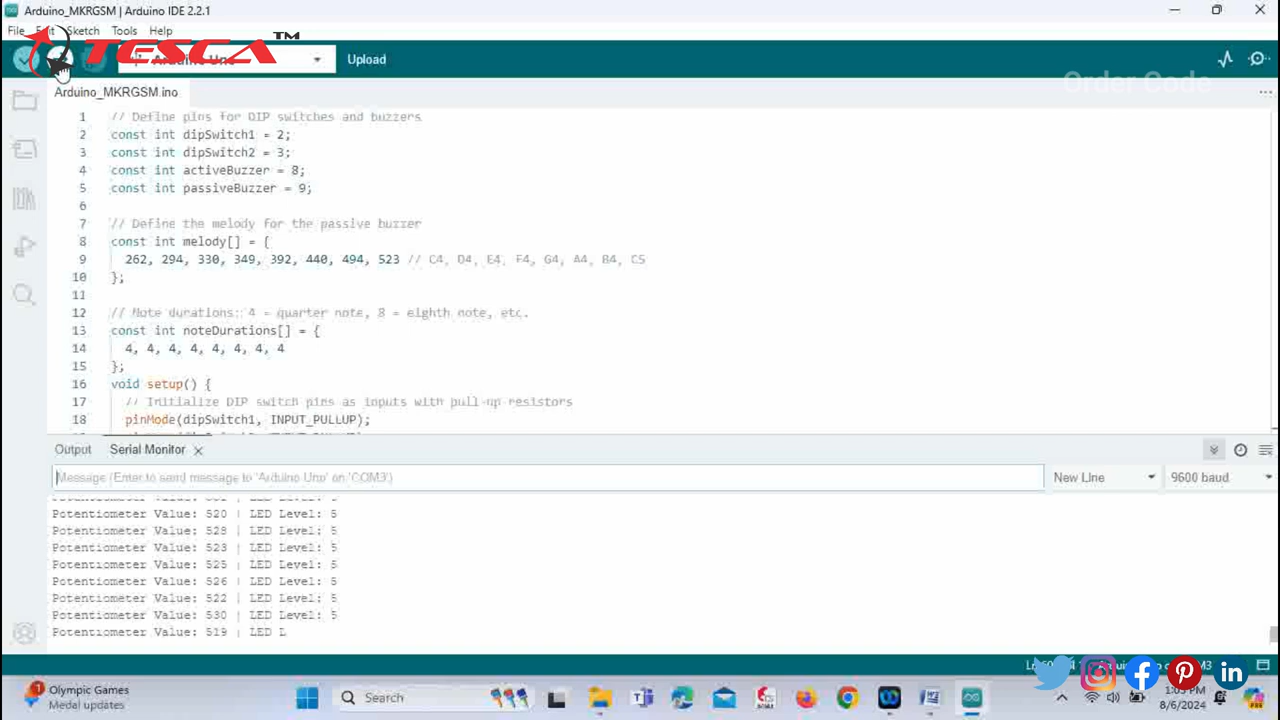 Arduino_MKRGSM | Arduino IDE 2.2.1
File Edit Sketch Tools Help
TESCA™
Arduino Uno
Upload
Order Code
Arduino_MKRGSM.ino
1 // Define pins for DIP switches and buzzers
2 const int dipSwitch1 = 2;
3 const int dipSwitch2 = 3;
4 const int activeBuzzer = 8;
5 const int passiveBuzzer = 9;
6
7 // Define the melody for the passive buzzer
8 const int melody[] = {
9 262, 294, 330, 349, 392, 440, 494, 523 // C4, D4, E4, F4, G4, A4, B4, C5
10 };
11
12 // Note durations: 4 = quarter note, 8 = eighth note, etc.
13 const int noteDurations[] = {
14 4, 4, 4, 4, 4, 4, 4, 4
15 };
16 void setup() {
17 // Initialize DIP switch pins as inputs with pull-up resistors
18 pinMode(dipSwitch1, INPUT_PULLUP);
Output Serial Monitor
Message (Enter to send message to 'Arduino Uno' on 'COM3')
New Line
9600 baud
Potentiometer Value: 520 | LED Level: 5
Potentiometer Value: 528 | LED Level: 5
Potentiometer Value: 523 | LED Level: 5
Potentiometer Value: 525 | LED Level: 5
Potentiometer Value: 526 | LED Level: 5
Potentiometer Value: 522 | LED Level: 5
Potentiometer Value: 530 | LED Level: 5
Potentiometer Value: 519 | LED L
Olympic Games
Medal updates
Search
8/6/2024